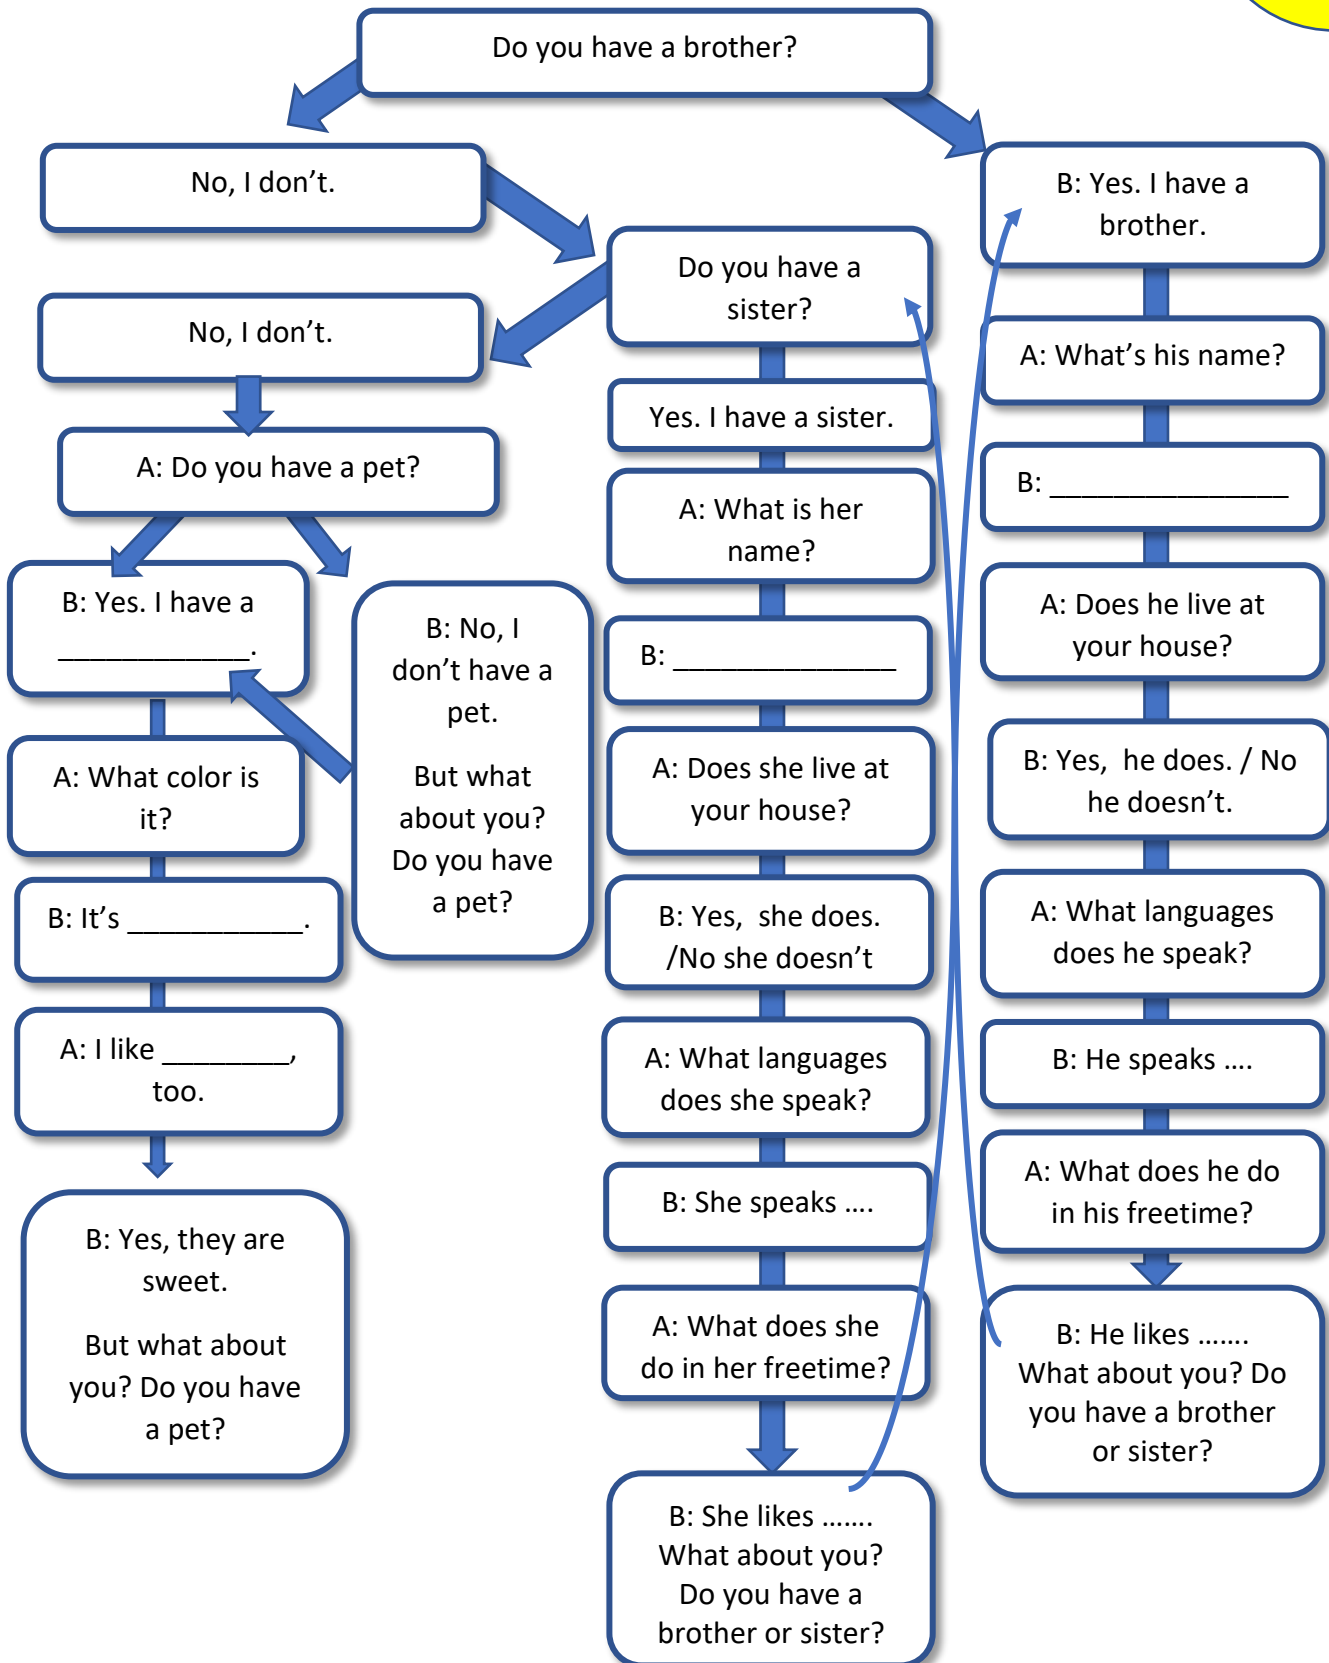 Do you have a brother?
No, I don't.
No, I don't.
A: Do you have a pet?
B: Yes. I have a
____________.
A: What color is
it?
B: It's ___________.
A: I like ________,
too.
B: Yes, they are
sweet.
But what about
you? Do you have
a pet?
B: No, I
don't have a
pet.
But what
about you?
Do you have
a pet?
Do you have a
sister?
Yes. I have a sister.
A: What is her
name?
B: ______________
A: Does she live at
your house?
B: Yes,  she does.
/No she doesn't
A: What languages
does she speak?
B: She speaks ….
A: What does she
do in her freetime?
B: She likes …….
What about you?
Do you have a
brother or sister?
B: Yes. I have a
brother.
A: What's his name?
B: _______________
A: Does he live at
your house?
B: Yes,  he does. / No
he doesn't.
A: What languages
does he speak?
B: He speaks ….
A: What does he do
in his freetime?
B: He likes …….
What about you? Do
you have a brother
or sister?